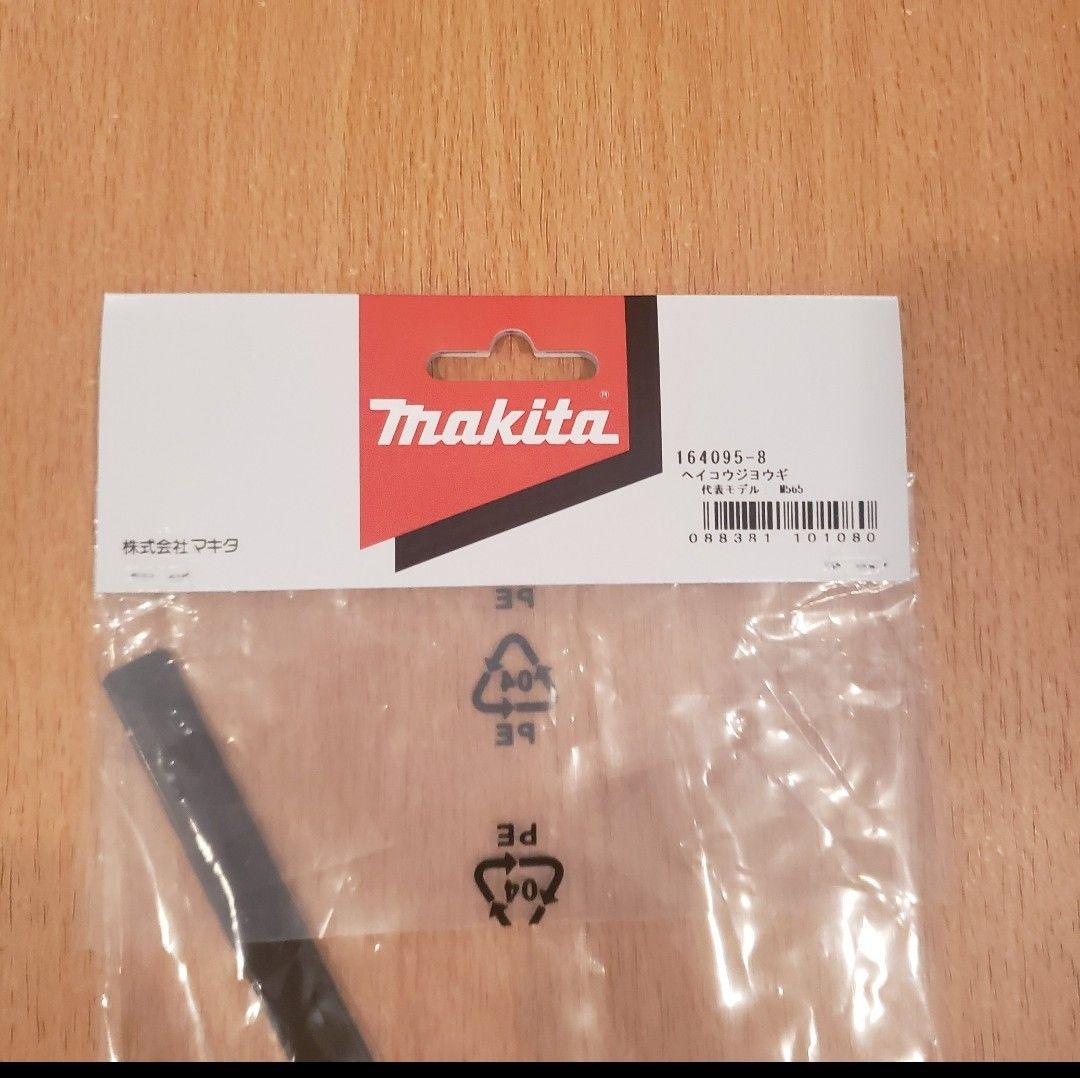 makita®
164095-8
ヘイコウジヨウギ
代表モデル M565
088381 101080
株式会社マキタ
PE
04
PE
PE
04